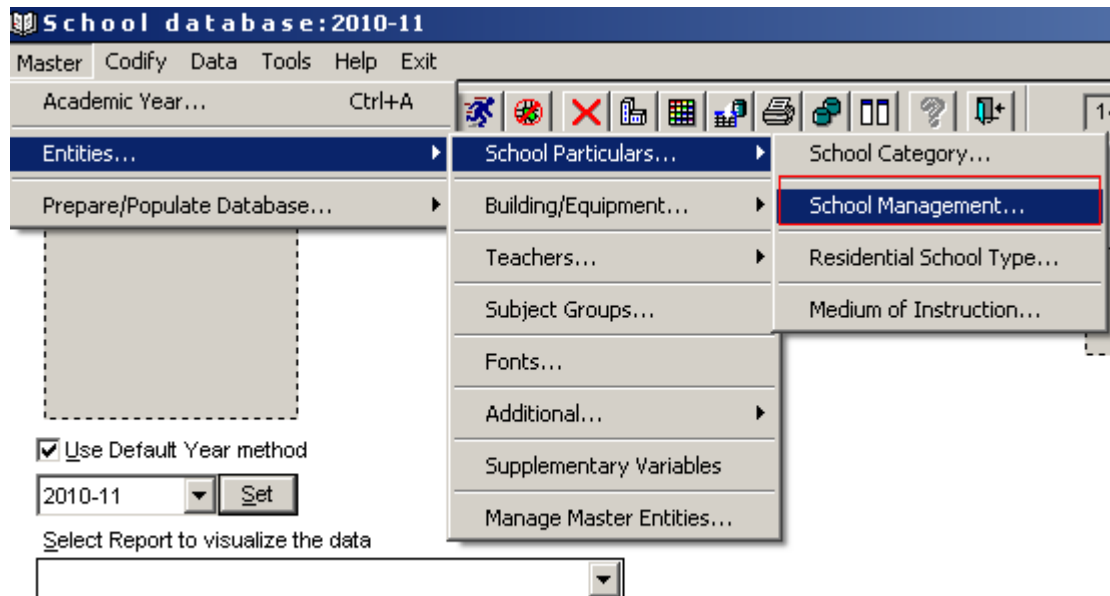 School database:2010-11
Master Codify Data Tools Help Exit
Academic Year... Ctrl+A
Entities... School Particulars... School Category...
Prepare/Populate Database... Building/Equipment... School Management...
Teachers... Residential School Type...
Subject Groups... Medium of Instruction...
Fonts...
Additional...
Use Default Year method
Supplementary Variables
2010-11 Set
Manage Master Entities...
Select Report to visualize the data